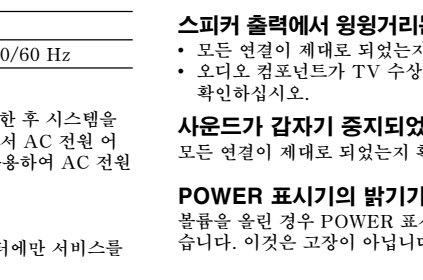 0/60 Hz
한 후 시스템을
서 AC 전원 어
용하여 AC 전원
터에만 서비스를
스피커 출력에서 윙윙거리는
• 모든 연결이 제대로 되었는지
• 오디오 컴포넌트가 TV 수상
확인하십시오.
사운드가 갑자기 중지되었
모든 연결이 제대로 되었는지 확
POWER 표시기의 밝기가
볼륨을 올린 경우 POWER 표시
습니다. 이것은 고장이 아닙니다